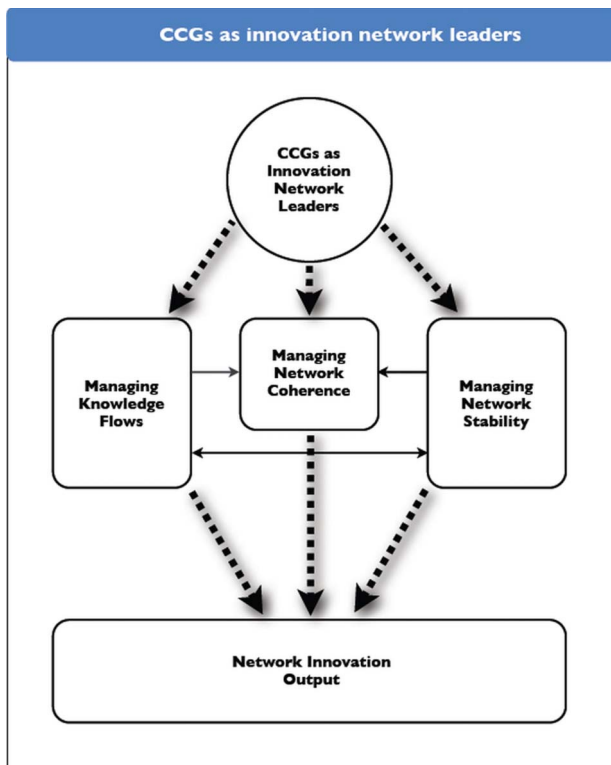 CCGs as innovation network leaders
CCGs as
Innovation
Network
Leaders
Managing
Knowledge
Flows
Managing
Network
Coherence
Managing
Network
Stability
Network Innovation
Output